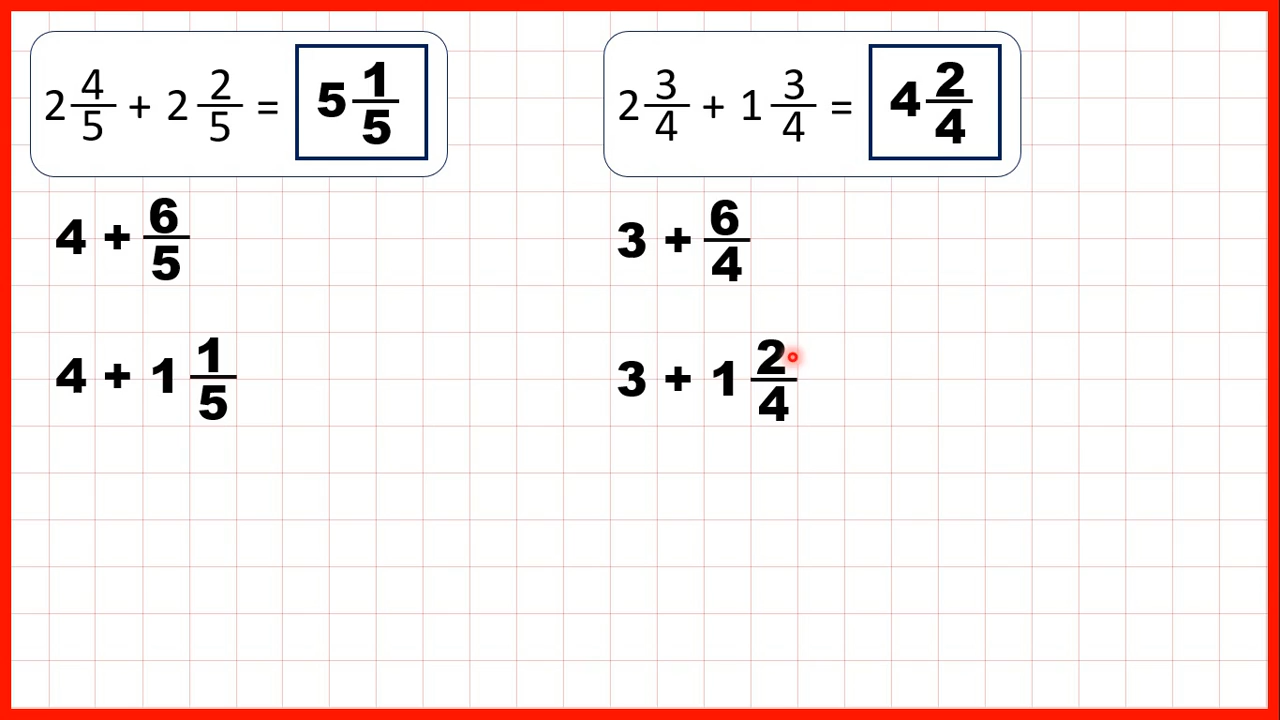 2 4/5 + 2 2/5 = 5 1/5
4 + 6/5
4 + 1 1/5
2 3/4 + 1 3/4 = 4 2/4
3 + 6/4
3 + 1 2/4